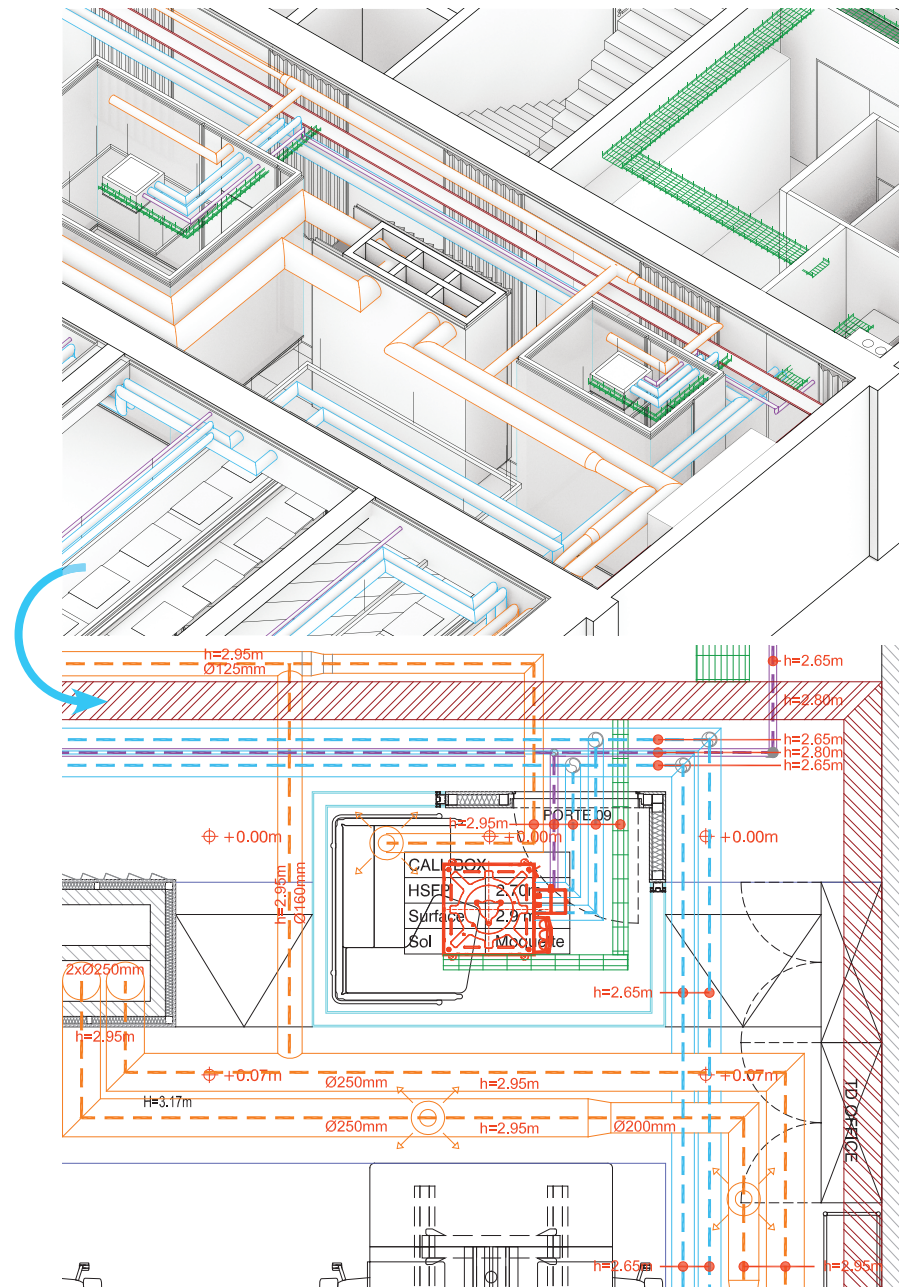 h=2.95m
Ø125mm
h=2.65m
h=2.80m
h=2.65m
h=2.80m
h=2.65m
PORTE 09
h=2.95m
+0.00m
+0.00m
+0.00m
CALL BOX
HSFP 2.70m
Surface 2.9 m
Sol Moquette
h=2.95m
Ø160mm
2xØ250mm
h=2.95m
h=2.65m
+0.07m
+0.07m
Ø250mm h=2.95m
H=3.17m
Ø250mm h=2.95m Ø200mm
TD OFFICE
h=2.65m
h=2.95m